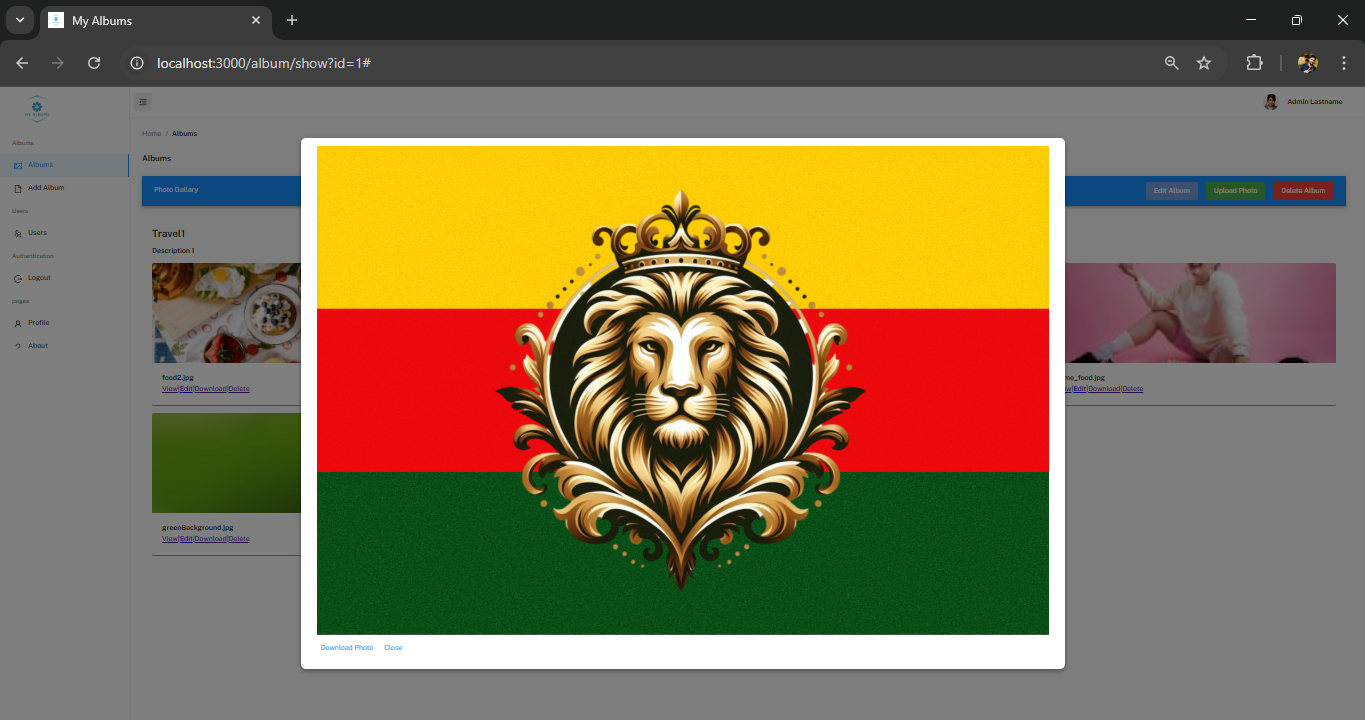 My Albums
localhost:3000/album/show?id=1#
MY ALBUMS
Admin Lastname
Albums
Albums
Add Album
Users
Users
Authentication
Logout
pages
Profile
About
Home / Albums
Albums
Photo Gallary
Edit Album
Upload Photo
Delete Album
Travel1
Description 1
food2.jpg
View|Edit|Download|Delete
me_food.jpg
|Edit|Download|Delete
greenBackground.jpg
View|Edit|Download|Delete
Download Photo
Close